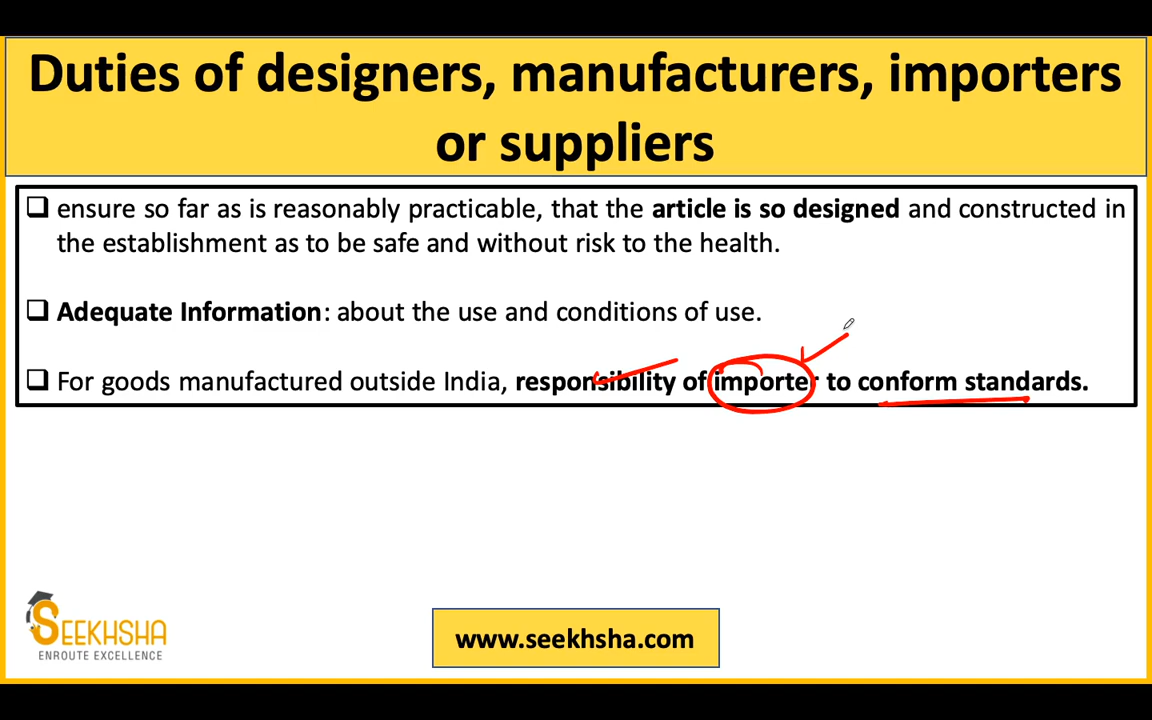 Duties of designers, manufacturers, importers
or suppliers
ensure so far as is reasonably practicable, that the article is so designed and constructed in
the establishment as to be safe and without risk to the health.
Adequate Information: about the use and conditions of use.
For goods manufactured outside India, responsibility of importer to conform standards.
SEEKHSHA
ENROUTE EXCELLENCE
www.seekhsha.com